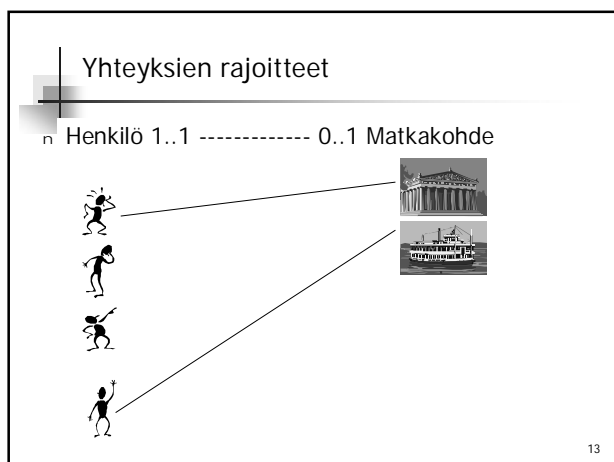 Yhteyksien rajoitteet
n Henkilö 1..1 ------------- 0..1 Matkakohde
13